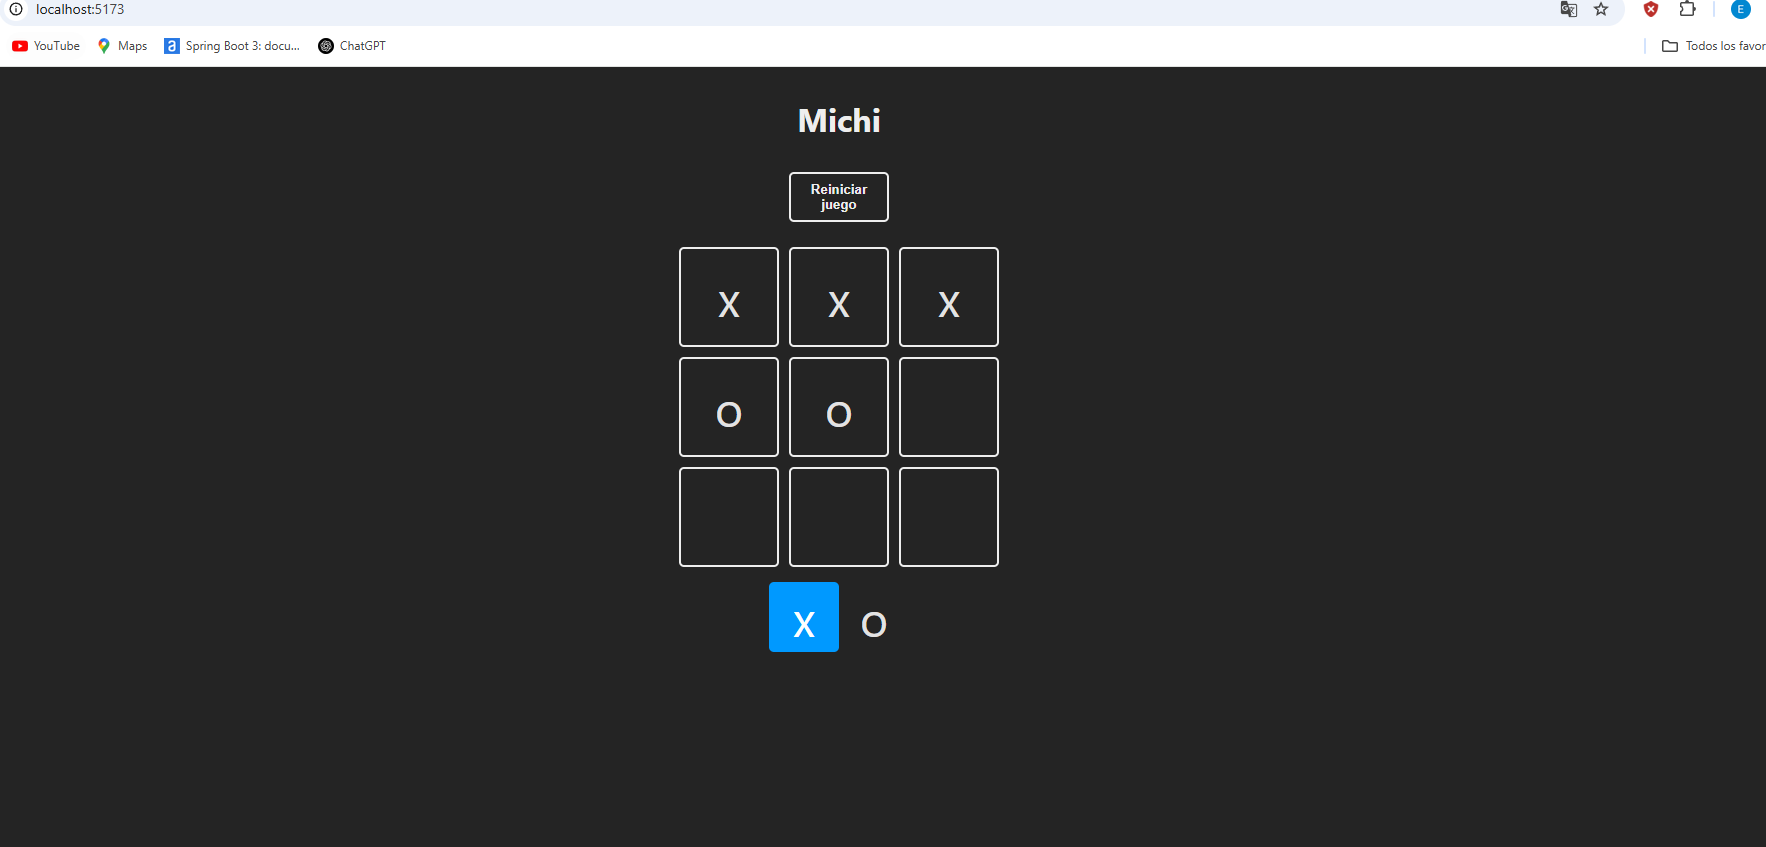 localhost:5173
YouTube Maps Spring Boot 3: docu... ChatGPT Todos los favor
E
Michi
Reiniciar
juego
X X X
O O
X O